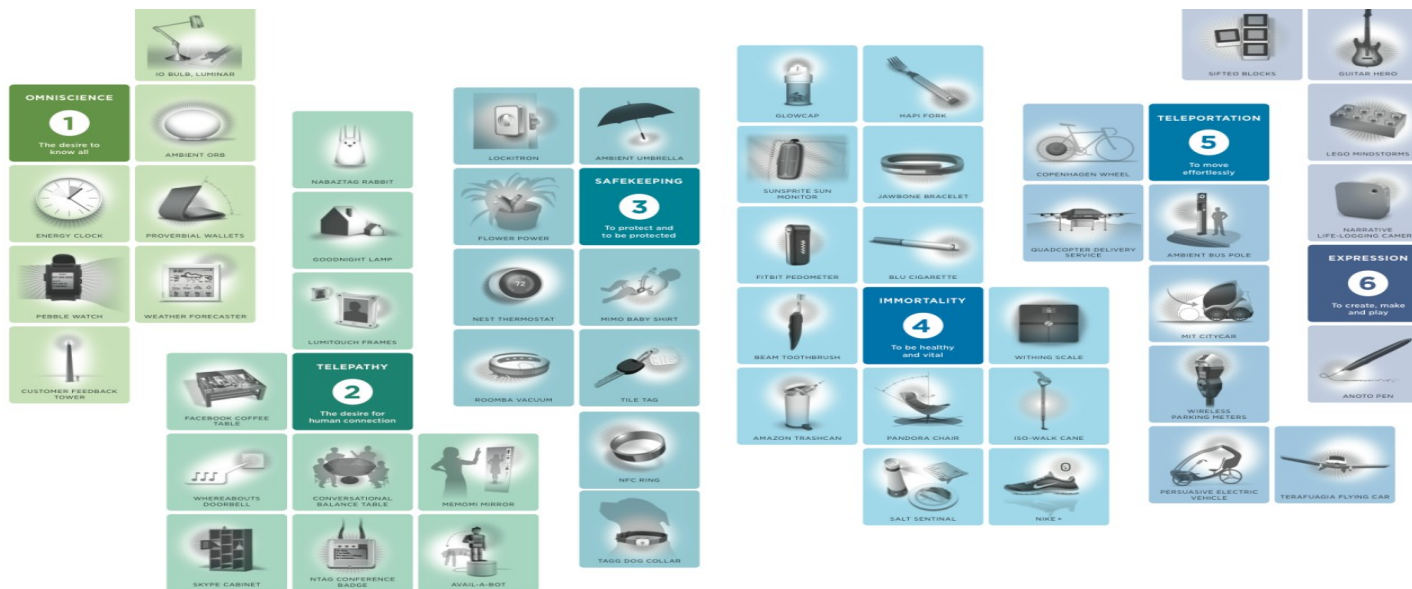 IO BULB, LUMINAR
OMNISCIENCE
1
The desire to
know all
AMBIENT ORB
ENERGY CLOCK
PROVERBIAL WALLETS
PEBBLE WATCH
WEATHER FORECASTER
CUSTOMER FEEDBACK
TOWER
NABAZTAG RABBIT
GOODNIGHT LAMP
LUMITOUCH FRAMES
FACEBOOK COFFEE
TABLE
TELEPATHY
2
The desire for
human connection
WHEREABOUTS
DOORBELL
CONVERSATIONAL
BALANCE TABLE
MEMOMI MIRROR
SKYPE CABINET
NTAG CONFERENCE
BADGE
AVAIL-A-BOT
LOCKITRON
AMBIENT UMBRELLA
FLOWER POWER
SAFEKEEPING
3
To protect and
to be protected
72
NEST THERMOSTAT
MIMO BABY SHIRT
ROOMBA VACUUM
TILE TAG
NFC RING
TAGG DOG COLLAR
GLOWCAP
HAPI FORK
SUNSPRITE SUN
MONITOR
JAWBONE BRACELET
FITBIT PEDOMETER
BLU CIGARETTE
BEAM TOOTHBRUSH
IMMORTALITY
4
To be healthy
and vital
WITHING SCALE
AMAZON TRASHCAN
PANDORA CHAIR
ISO-WALK CANE
SALT SENTINAL
NIKE+
COPENHAGEN WHEEL
TELEPORTATION
5
To move
effortlessly
QUADCOPTER DELIVERY
SERVICE
AMBIENT BUS POLE
MIT CITYCAR
WIRELESS
PARKING METERS
PERSUASIVE ELECTRIC
VEHICLE
TERAFUAGIA FLYING CAR
SIFTEO BLOCKS
GUITAR HERO
LEGO MINDSTORMS
NARRATIVE
LIFE-LOGGING CAMER
EXPRESSION
6
To create, make
and play
ANOTO PEN